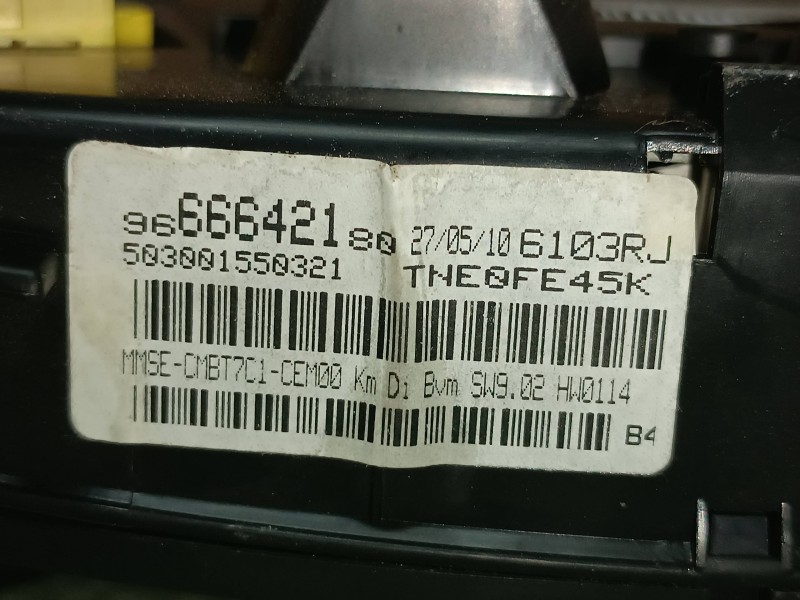 9666642180 27/05/10 6103RJ
503001550321 TNE0FE45K
MMSE-CMBT7C1-CEM00 Km Di Bvm SW9.02 HW0114
B4